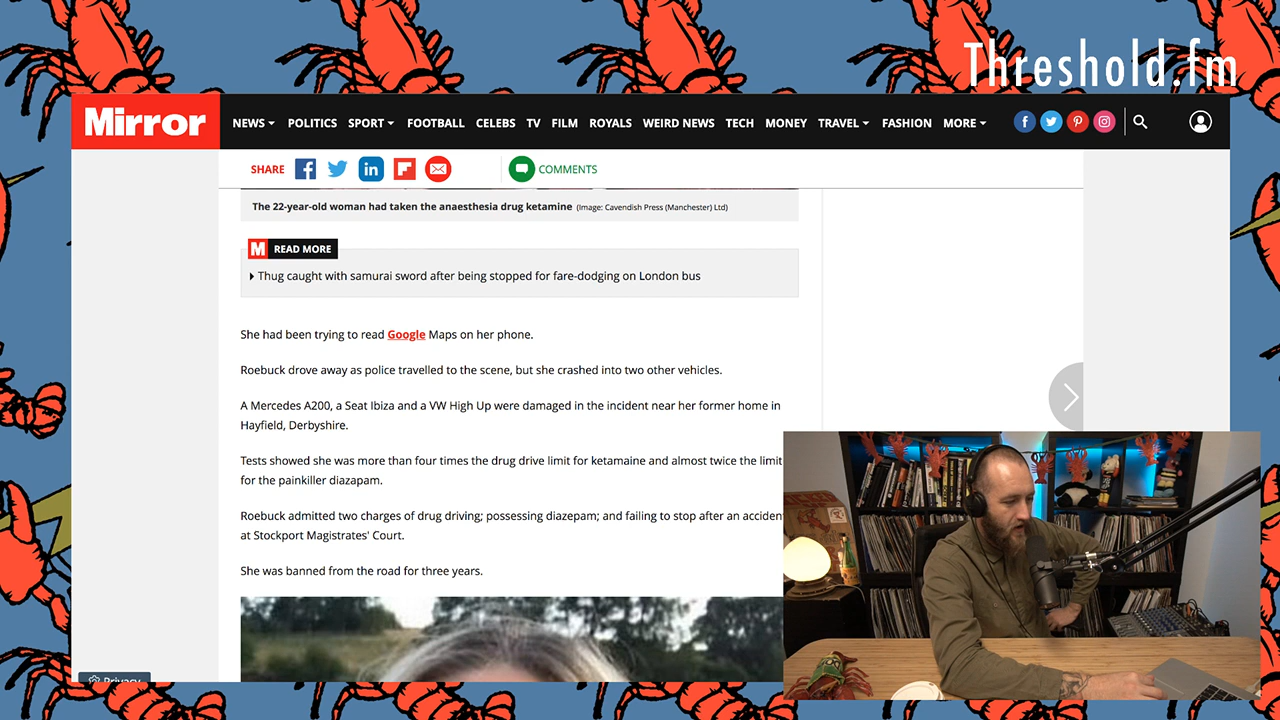 Threshold.fm
Mirror
NEWS POLITICS SPORT FOOTBALL CELEBS TV FILM ROYALS WEIRD NEWS TECH MONEY TRAVEL FASHION MORE
SHARE COMMENTS
The 22-year-old woman had taken the anaesthesia drug ketamine (Image: Cavendish Press (Manchester) Ltd)
M READ MORE
Thug caught with samurai sword after being stopped for fare-dodging on London bus
She had been trying to read Google Maps on her phone.
Roebuck drove away as police travelled to the scene, but she crashed into two other vehicles.
A Mercedes A200, a Seat Ibiza and a VW High Up were damaged in the incident near her former home in
Hayfield, Derbyshire.
Tests showed she was more than four times the drug drive limit for ketamaine and almost twice the limit
for the painkiller diazapam.
Roebuck admitted two charges of drug driving; possessing diazepam; and failing to stop after an acciden
at Stockport Magistrates' Court.
She was banned from the road for three years.
Privacy